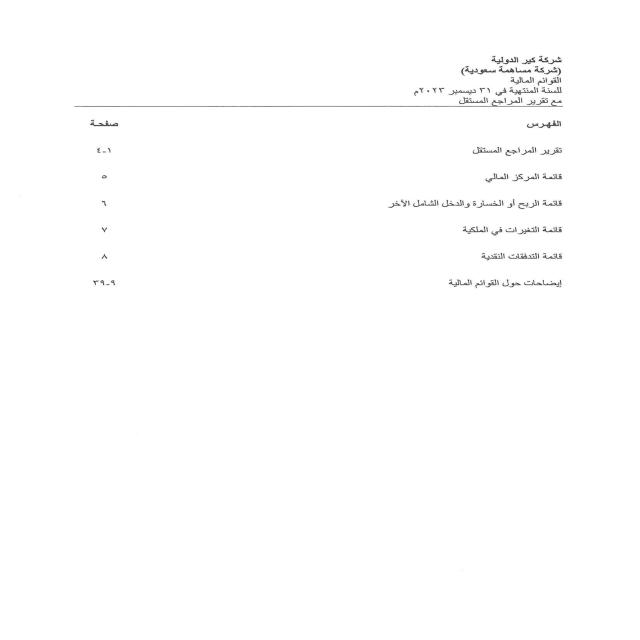 شركة كير الدولية
(شركة مساهمة سعودية)
القوائم المالية
للسنة المنتهية في ٣١ ديسمبر ٢٠٢٣م
مع تقرير المراجع المستقل
الفهرس صفحة
تقرير المراجع المستقل ١-٤
قائمة المركز المالي ٥
قائمة الربح أو الخسارة والدخل الشامل الآخر ٦
قائمة التغيرات في الملكية ٧
قائمة التدفقات النقدية ٨
إيضاحات حول القوائم المالية ٩-٣٩